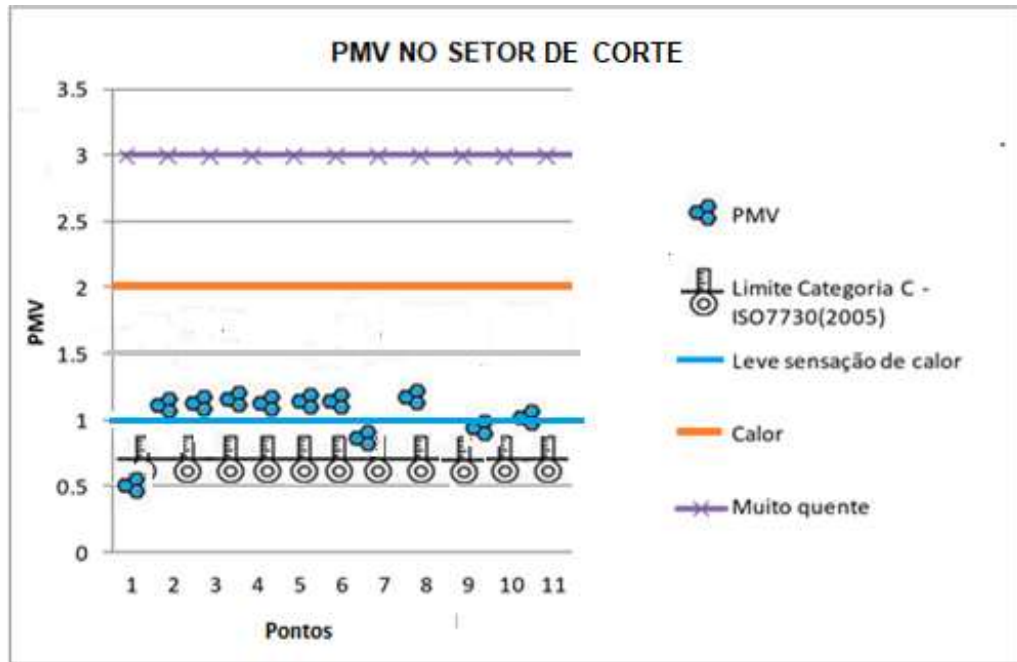 PMV NO SETOR DE CORTE
3.5
3
2.5
2
1.5
1
0.5
0
PMV
1 2 3 4 5 6 7 8 9 10 11
Pontos
PMV
Limite Categoria C -
ISO7730(2005)
Leve sensação de calor
Calor
Muito quente